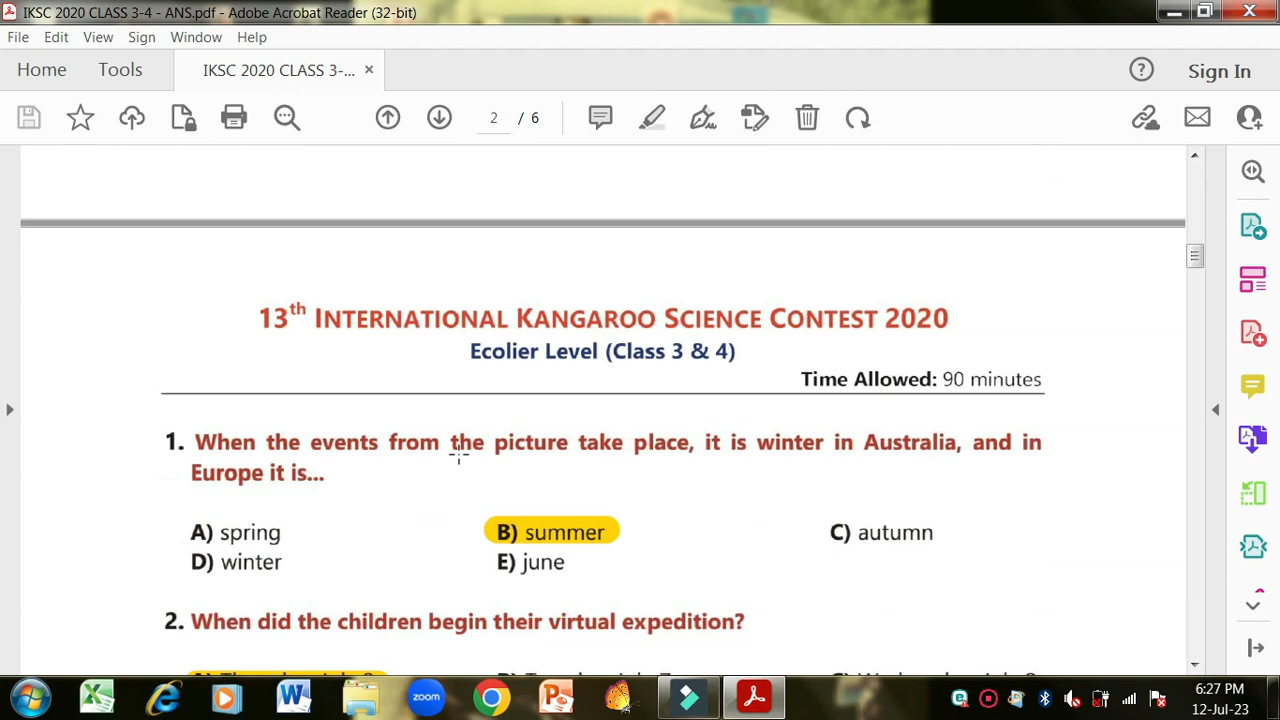 IKSC 2020 CLASS 3-4 - ANS.pdf - Adobe Acrobat Reader (32-bit)
File Edit View Sign Window Help
Home Tools IKSC 2020 CLASS 3-... × Sign In
2 / 6
13th INTERNATIONAL KANGAROO SCIENCE CONTEST 2020
Ecolier Level (Class 3 & 4)
Time Allowed: 90 minutes
1. When the events from the picture take place, it is winter in Australia, and in
Europe it is...
A) spring B) summer C) autumn
D) winter E) june
2. When did the children begin their virtual expedition?
zoom
6:27 PM
12-Jul-23